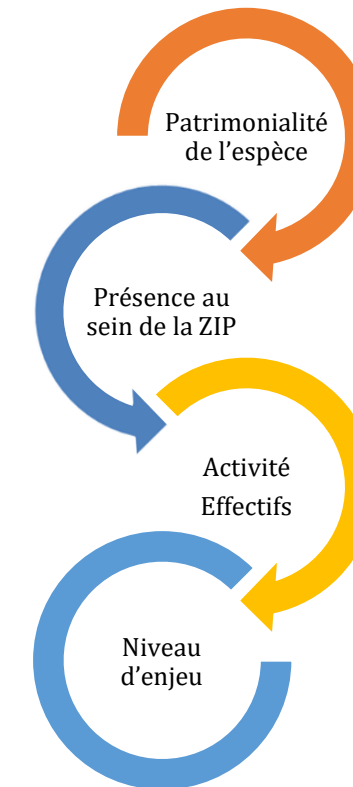 Patrimonialité
de l’espèce
Présence au
sein de la ZIP
Activité
Effectifs
Niveau
d’enjeu